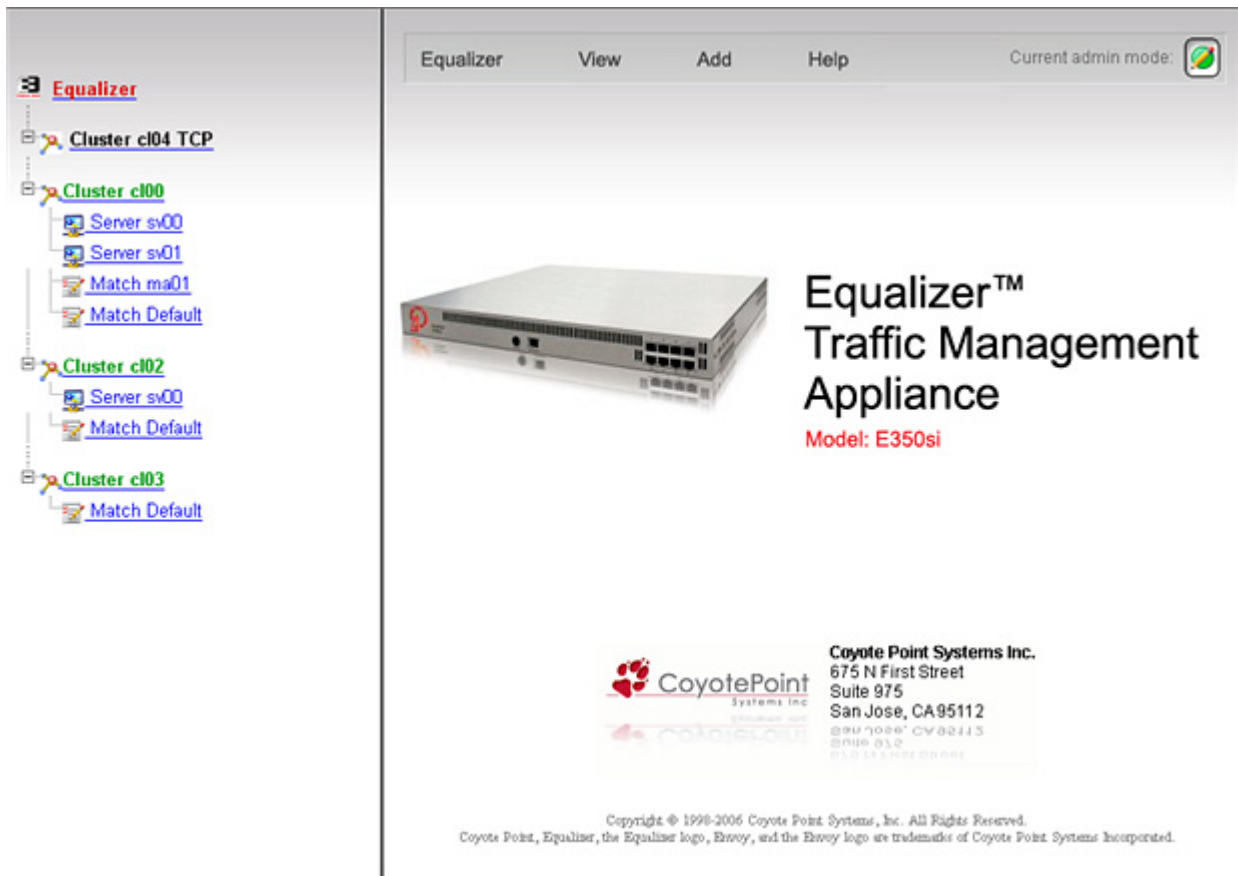 Equalizer
Cluster cl04 TCP
Cluster cl00
Server sv00
Server sv01
Match ma01
Match Default
Cluster cl02
Server sv00
Match Default
Cluster cl03
Match Default
Equalizer View Add Help Current admin mode:
Equalizer™
Traffic Management
Appliance
Model: E350si
CoyotePoint
Systems Inc
Coyote Point Systems Inc.
675 N First Street
Suite 975
San Jose, CA 95112
Copyright © 1998-2006 Coyote Point Systems, Inc. All Rights Reserved.
Coyote Point, Equalizer, the Equalizer logo, Envoy, and the Envoy logo are trademarks of Coyote Point Systems Incorporated.